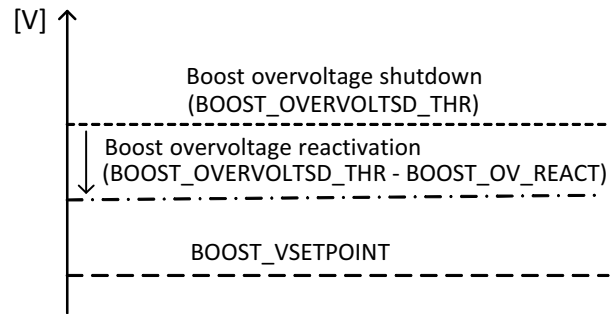 [V]
Boost overvoltage shutdown
(BOOST_OVERVOLTSD_THR)
Boost overvoltage reactivation
(BOOST_OVERVOLTSD_THR - BOOST_OV_REACT)
BOOST_VSETPOINT